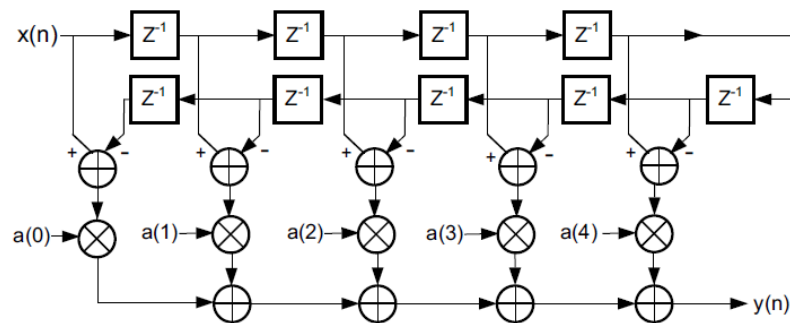 x(n) Z-1 Z-1 Z-1 Z-1
Z-1 Z-1 Z-1 Z-1 Z-1
+ − + − + − + − + −
a(0) a(1) a(2) a(3) a(4)
y(n)